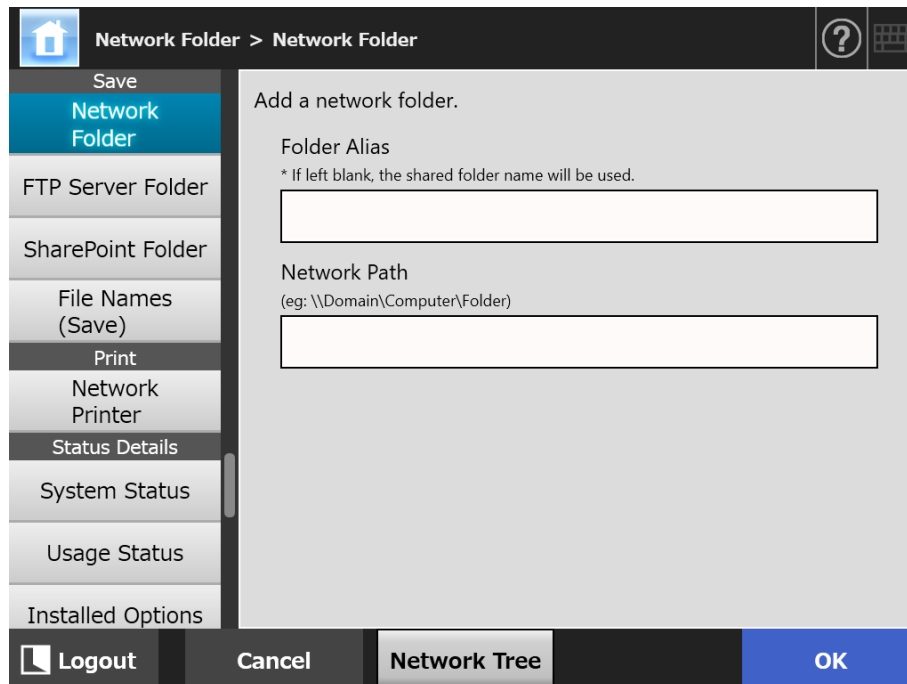 Network Folder > Network Folder
?
Save
Network
Folder
FTP Server Folder
SharePoint Folder
File Names
(Save)
Print
Network
Printer
Status Details
System Status
Usage Status
Installed Options
Add a network folder.
Folder Alias
* If left blank, the shared folder name will be used.
Network Path
(eg: \\Domain\Computer\Folder)
Logout
Cancel
Network Tree
OK